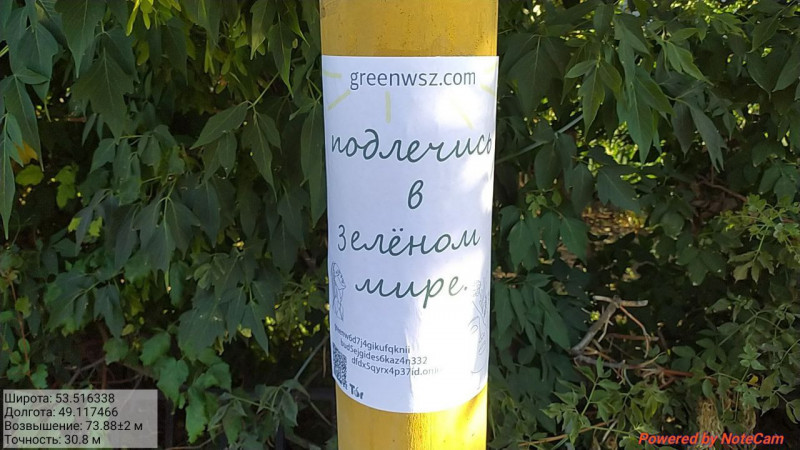 greenwsz.com
подлечись
в
Зелёном
мире.
Широта: 53.516338
Долгота: 49.117466
Возвышение: 73.88±2 м
Точность: 30.8 м
Powered by NoteCam